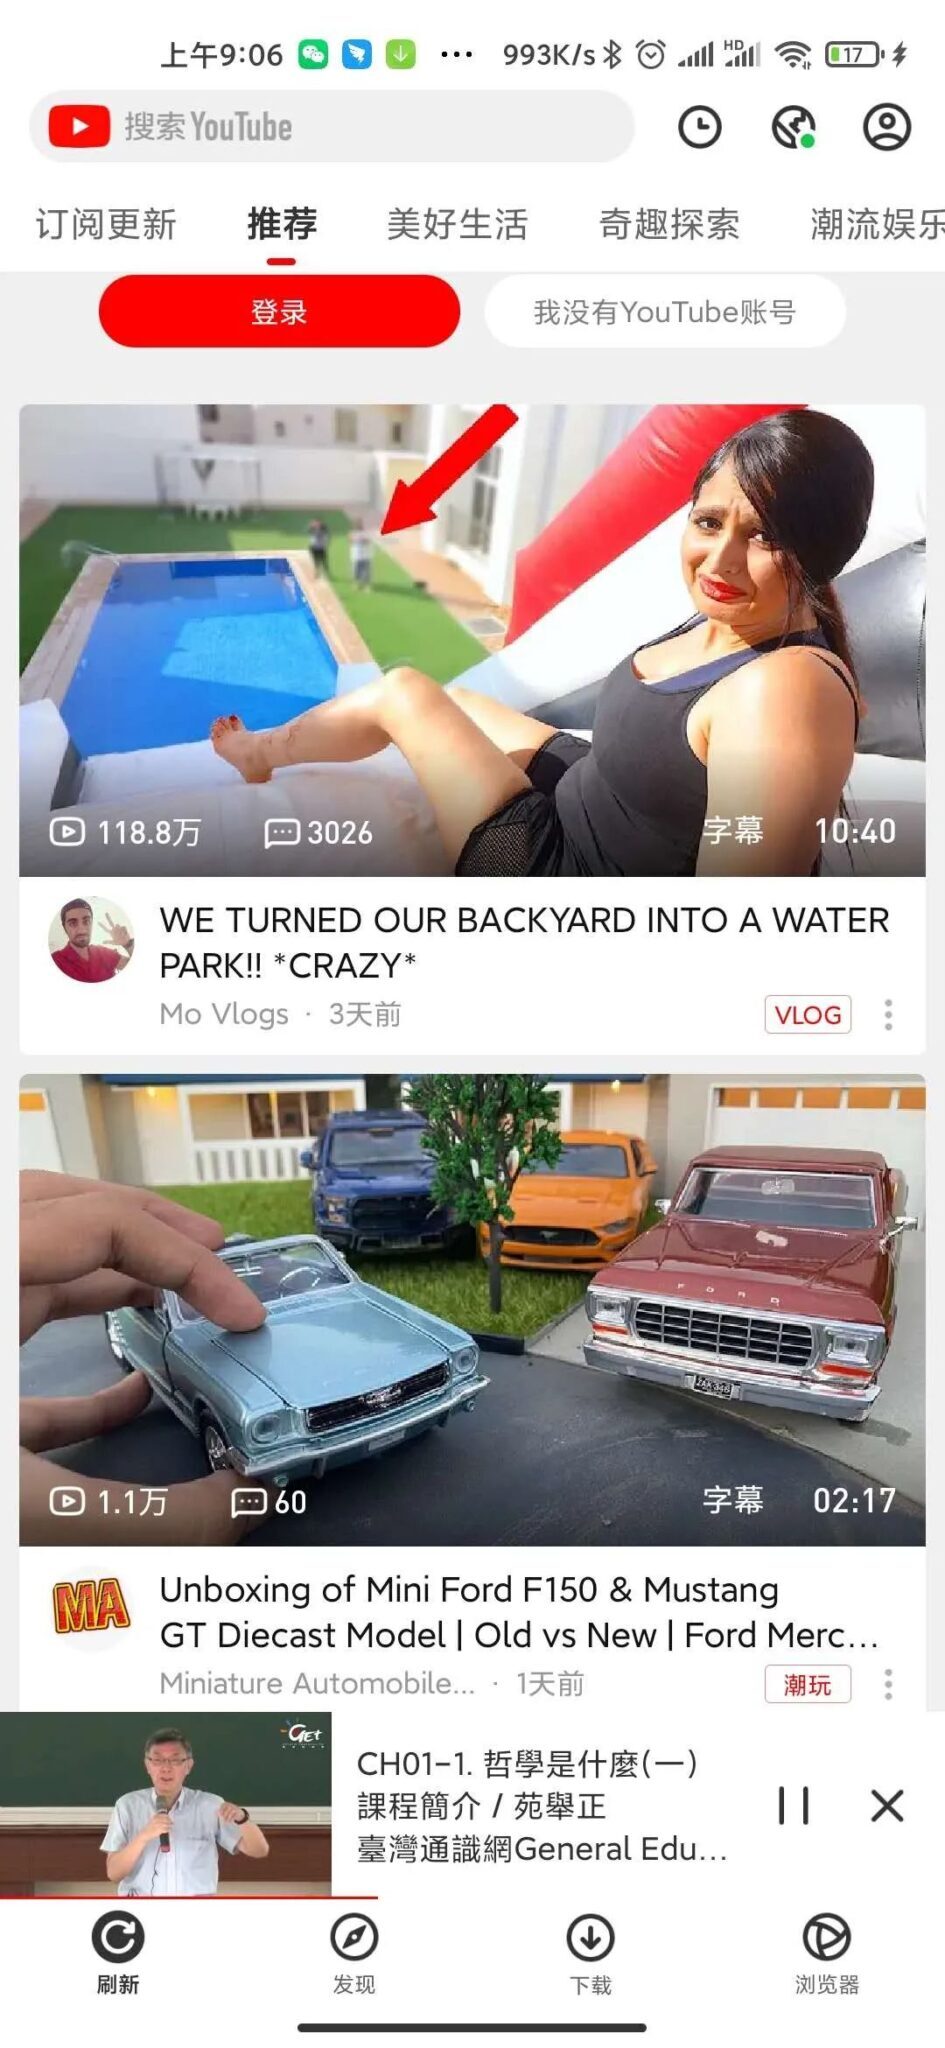 上午9:06 ··· 993K/s HD 17
搜索 YouTube
订阅更新 推荐 美好生活 奇趣探索 潮流娱乐
登录 我没有YouTube账号
118.8万 3026 字幕 10:40
WE TURNED OUR BACKYARD INTO A WATER
PARK!! *CRAZY*
Mo Vlogs · 3天前 VLOG
FORD
1.1万 60 字幕 02:17
MA
Unboxing of Mini Ford F150 & Mustang
GT Diecast Model | Old vs New | Ford Merc...
Miniature Automobile... · 1天前 潮玩
GET
CH01-1. 哲學是什麼(一)
課程簡介 / 苑舉正
臺灣通識網General Edu...
刷新 发现 下载 浏览器